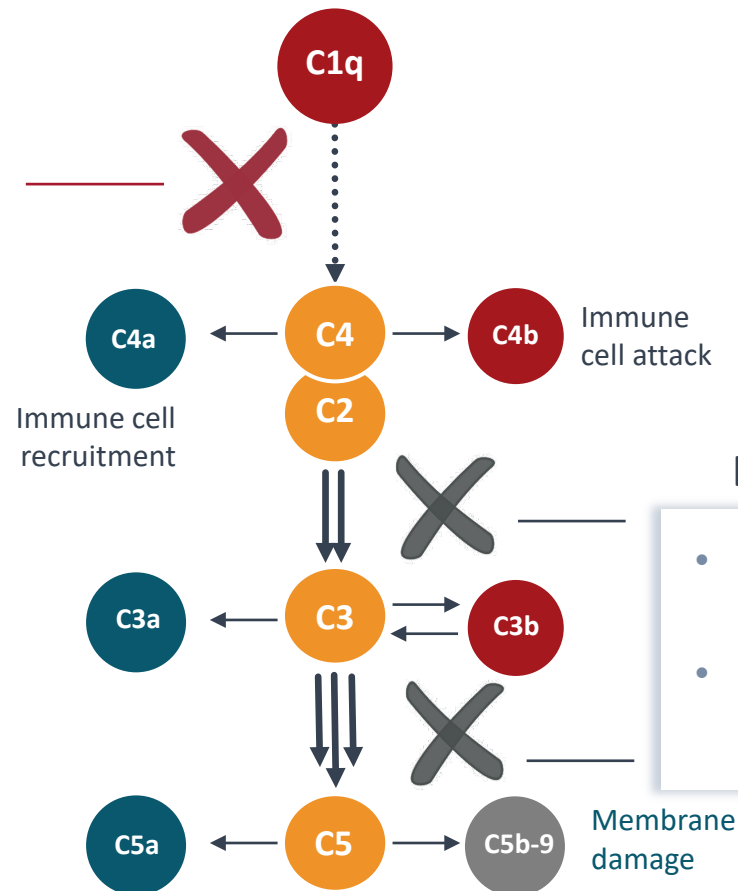 C1q
C4a
C4
C4b
Immune
cell attack
C2
Immune cell
recruitment
C3a
C3
C3b
C5a
C5
C5b-9
Membrane
damage